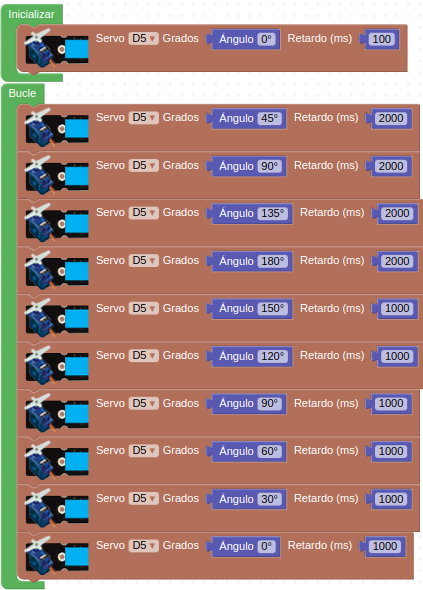 Inicializar
Servo D5 Grados Ángulo 0° Retardo (ms) 100
Bucle
Servo D5 Grados Ángulo 45° Retardo (ms) 2000
Servo D5 Grados Ángulo 90° Retardo (ms) 2000
Servo D5 Grados Ángulo 135° Retardo (ms) 2000
Servo D5 Grados Ángulo 180° Retardo (ms) 2000
Servo D5 Grados Ángulo 150° Retardo (ms) 1000
Servo D5 Grados Ángulo 120° Retardo (ms) 1000
Servo D5 Grados Ángulo 90° Retardo (ms) 1000
Servo D5 Grados Ángulo 60° Retardo (ms) 1000
Servo D5 Grados Ángulo 30° Retardo (ms) 1000
Servo D5 Grados Ángulo 0° Retardo (ms) 1000